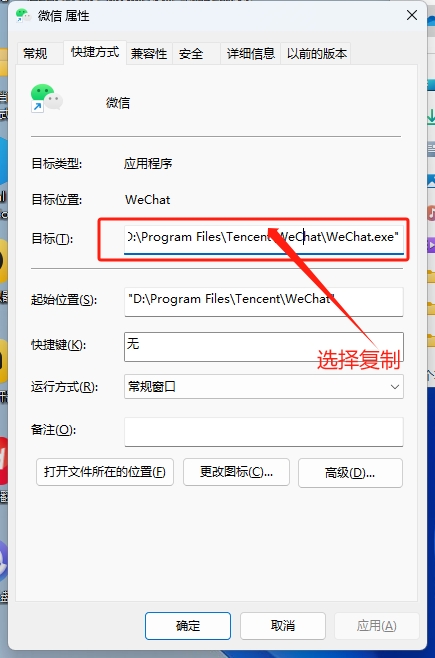 微信 属性
常规 快捷方式 兼容性 安全 详细信息 以前的版本
微信
目标类型: 应用程序
目标位置: WeChat
目标(T): D:\Program Files\Tencent\WeChat\WeChat.exe"
起始位置(S): "D:\Program Files\Tencent\WeChat"
选择复制
快捷键(K): 无
运行方式(R): 常规窗口
备注(O):
打开文件所在的位置(F) 更改图标(C)... 高级(D)...
确定 取消 应用(A)